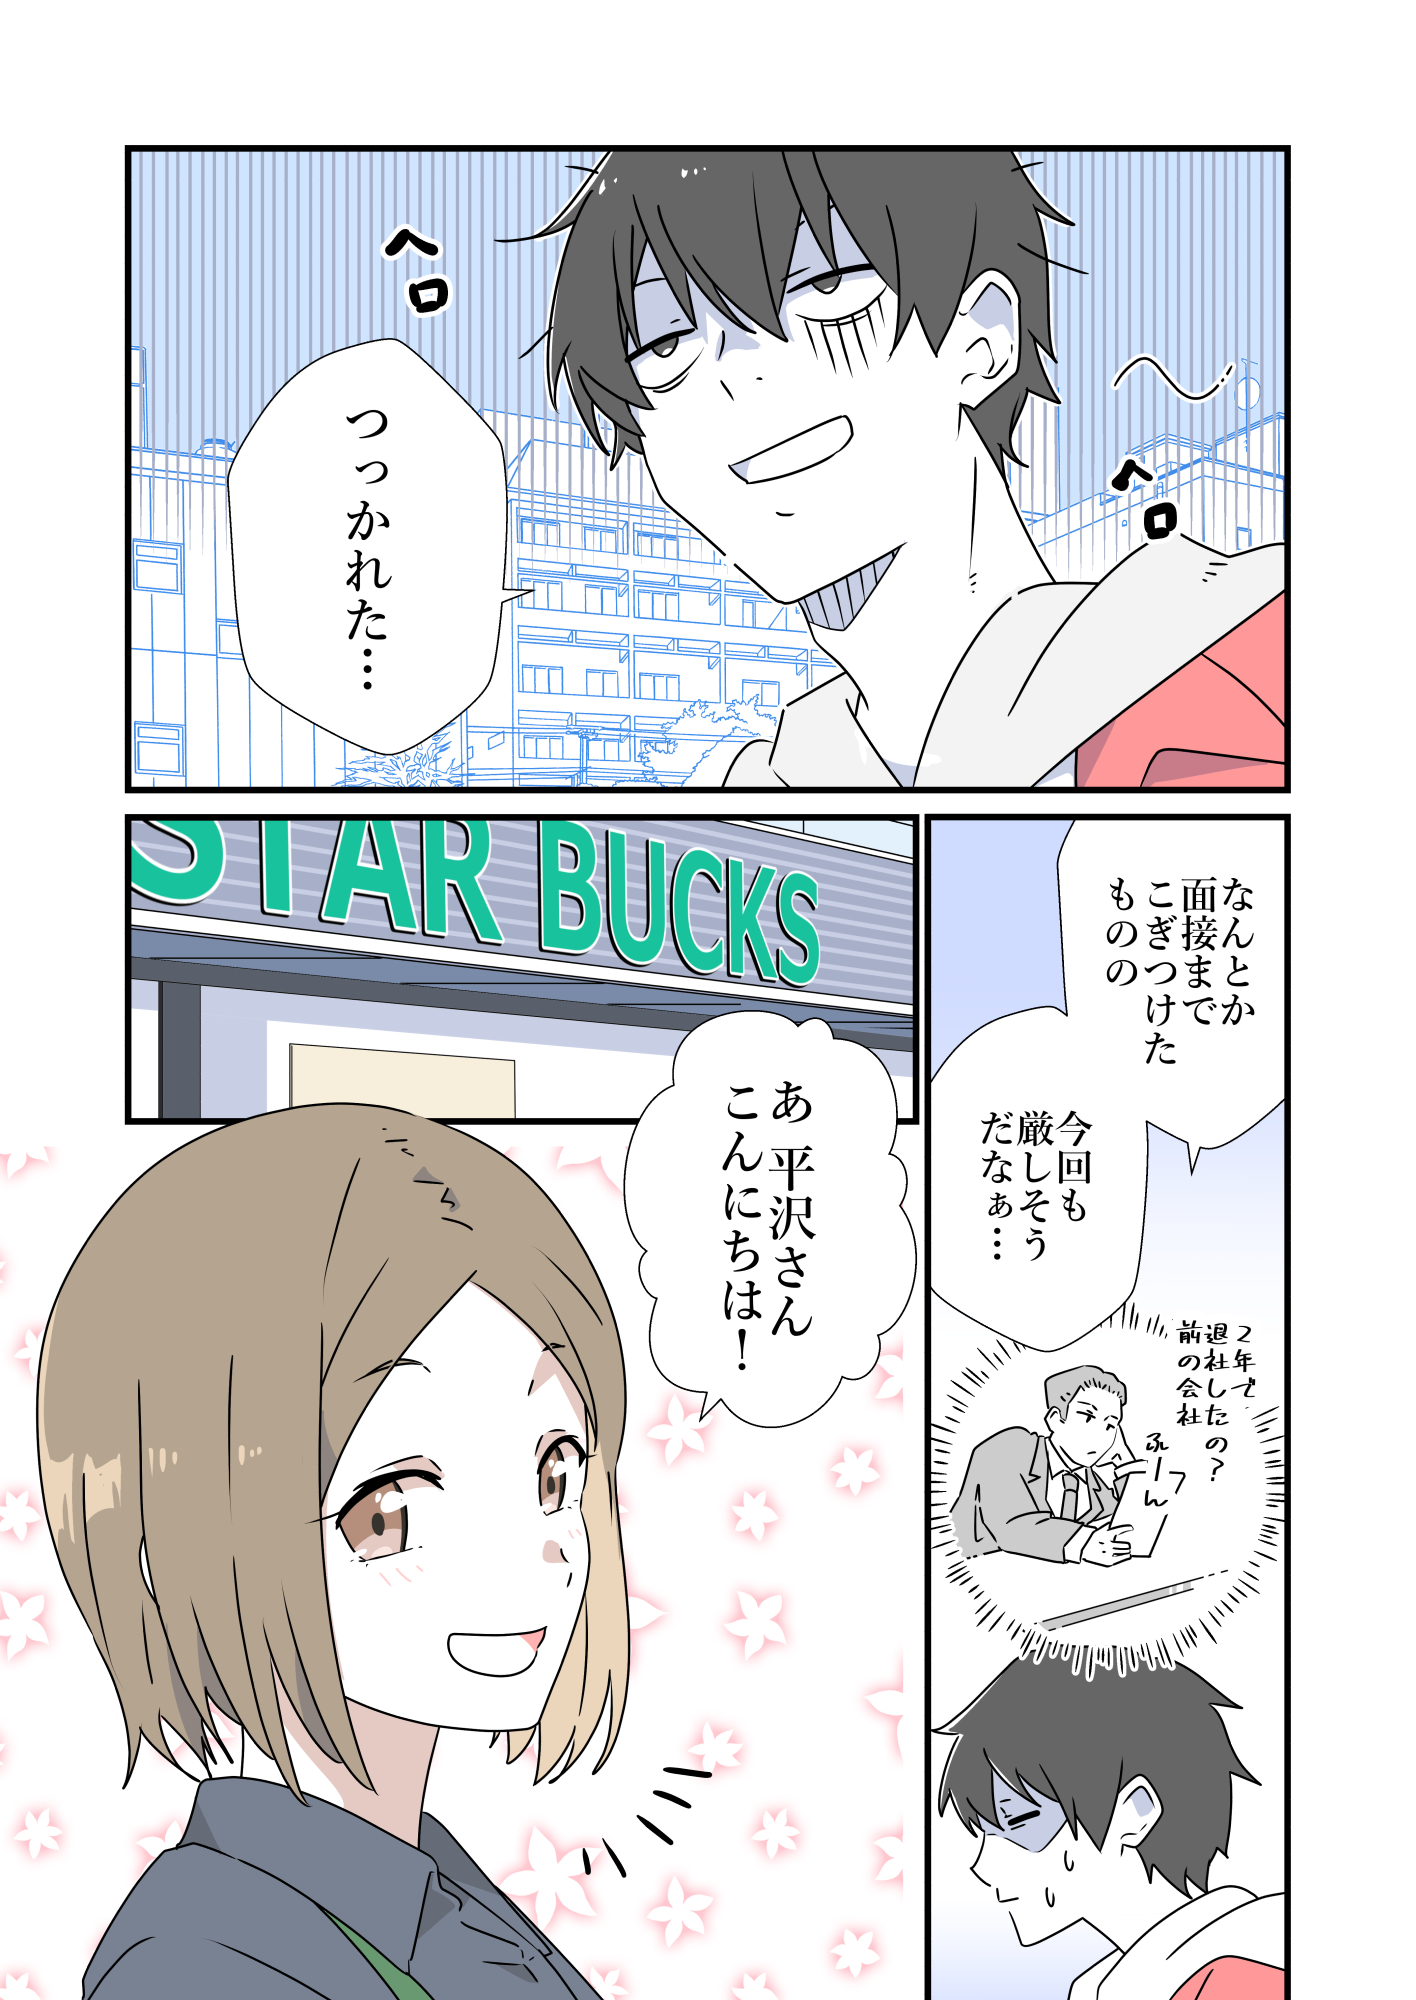 ヘロ
つっかれた…
ヘロ
なんとか
面接まで
こぎつけた
ものの
今回も
厳しそう
だなぁ…
2年で
退社したの?
前の会社
ふーん
STAR BUCKS
あ 平沢さん
こんにちは!